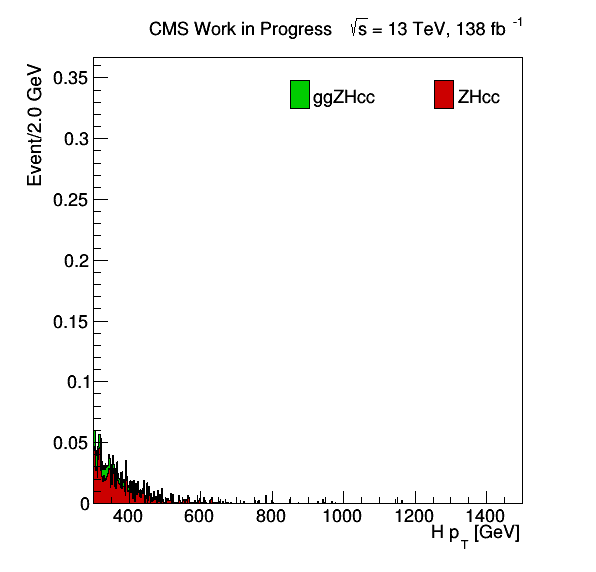 CMS Work in Progress √s = 13 TeV, 138 fb⁻¹
Event/2.0 GeV
ggZHcc ZHcc
0.35
0.3
0.25
0.2
0.15
0.1
0.05
0
400 600 800 1000 1200 1400
H p_T [GeV]